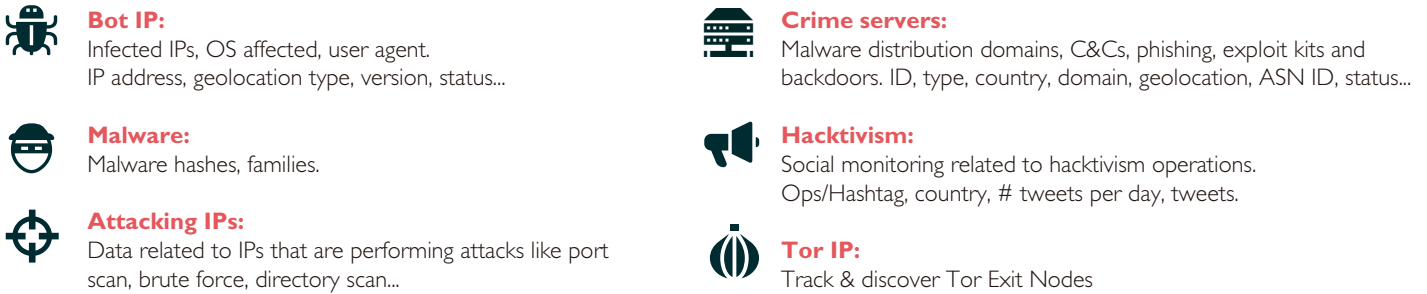 Bot IP:
Infected IPs, OS affected, user agent.
IP address, geolocation type, version, status...
Malware:
Malware hashes, families.
Attacking IPs:
Data related to IPs that are performing attacks like port
scan, brute force, directory scan...
Crime servers:
Malware distribution domains, C&Cs, phishing, exploit kits and
backdoors. ID, type, country, domain, geolocation, ASN ID, status...
Hacktivism:
Social monitoring related to hacktivism operations.
Ops/Hashtag, country, # tweets per day, tweets.
Tor IP:
Track & discover Tor Exit Nodes